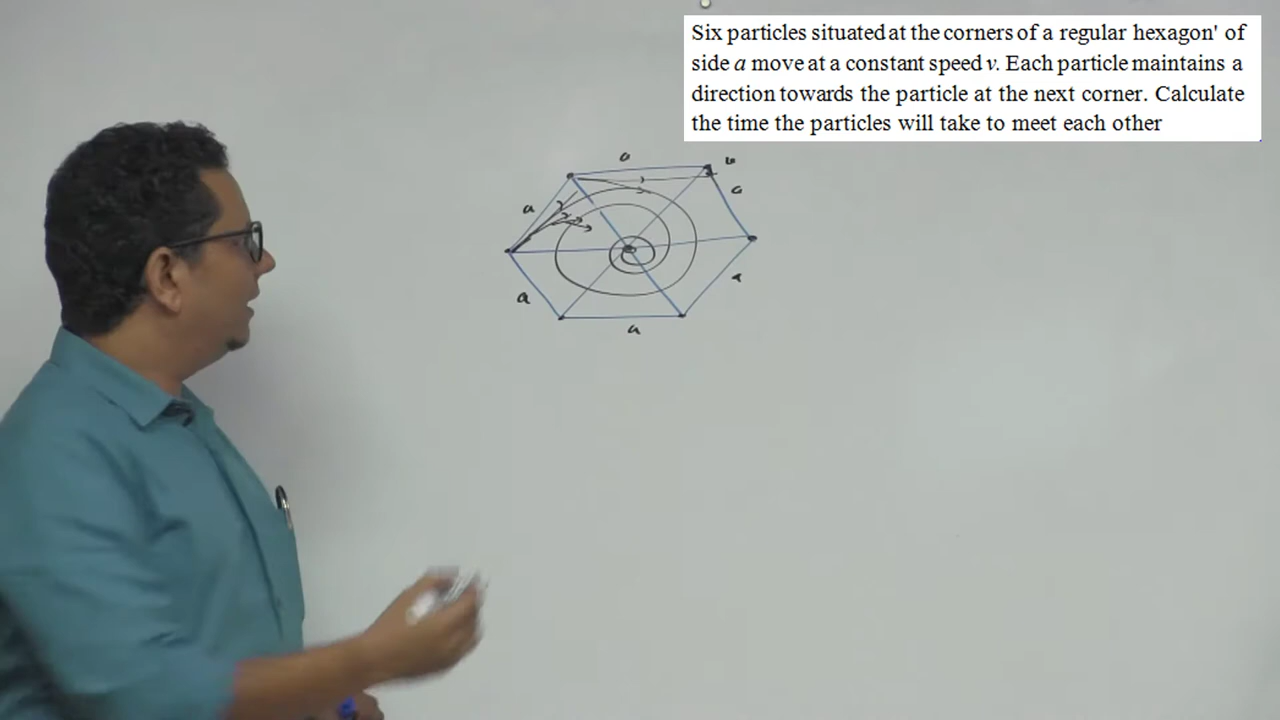 Six particles situated at the corners of a regular hexagon' of
side a move at a constant speed v. Each particle maintains a
direction towards the particle at the next corner. Calculate
the time the particles will take to meet each other
a
a
a
a
a
a